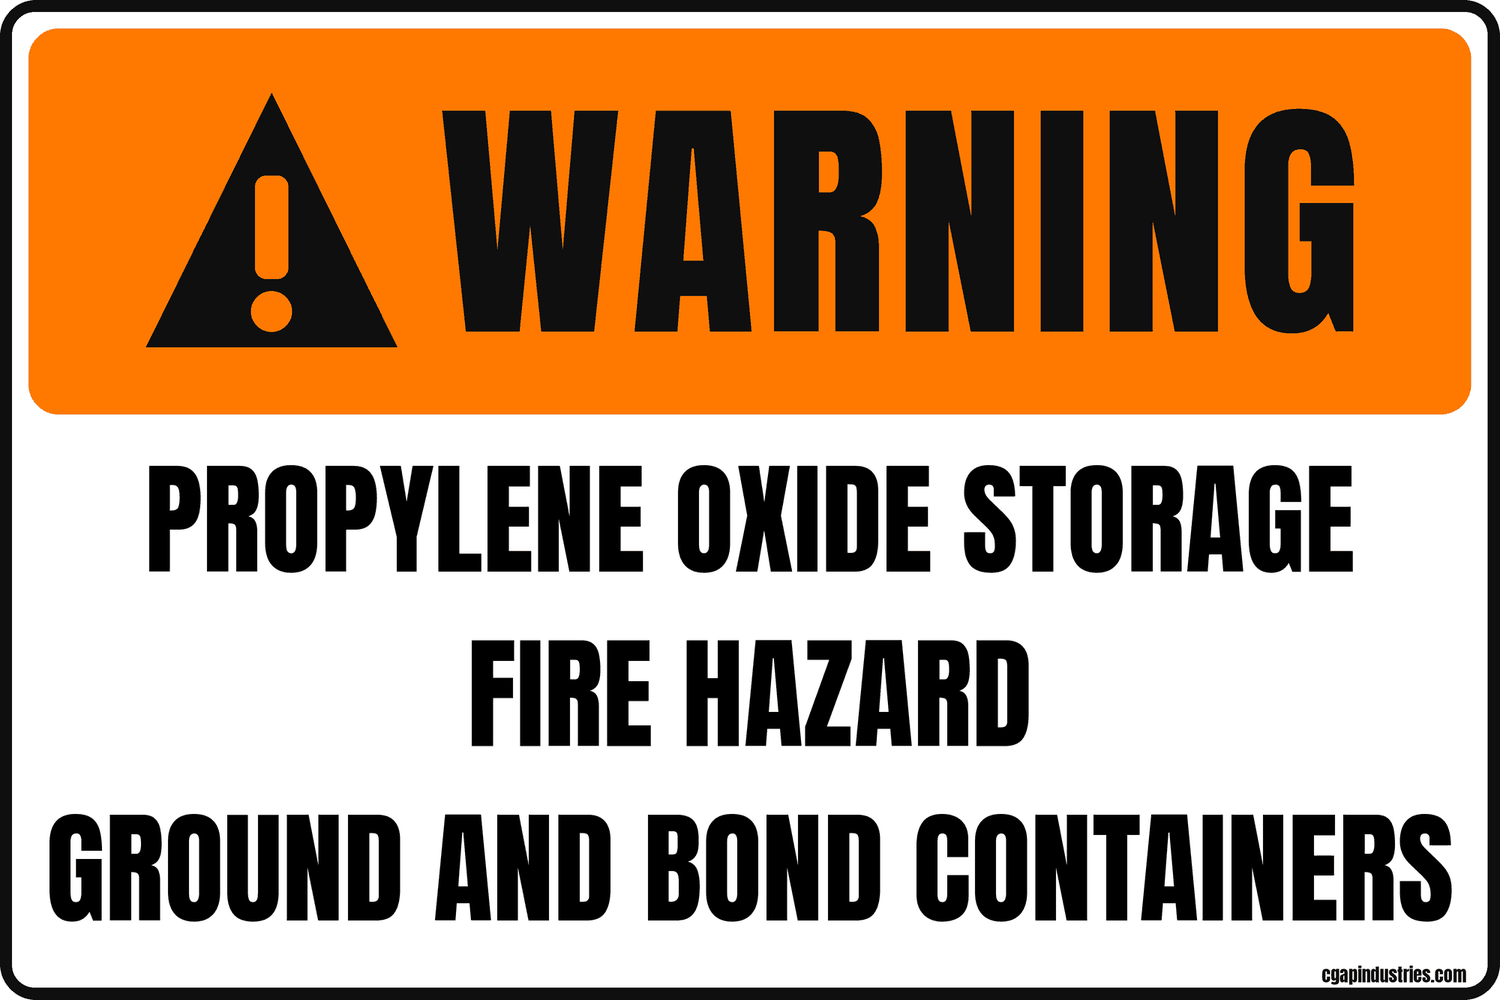 WARNING
PROPYLENE OXIDE STORAGE
FIRE HAZARD
GROUND AND BOND CONTAINERS
cgapindustries.com